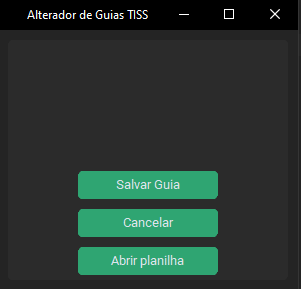 Alterador de Guias TISS
Salvar Guia
Cancelar
Abrir planilha